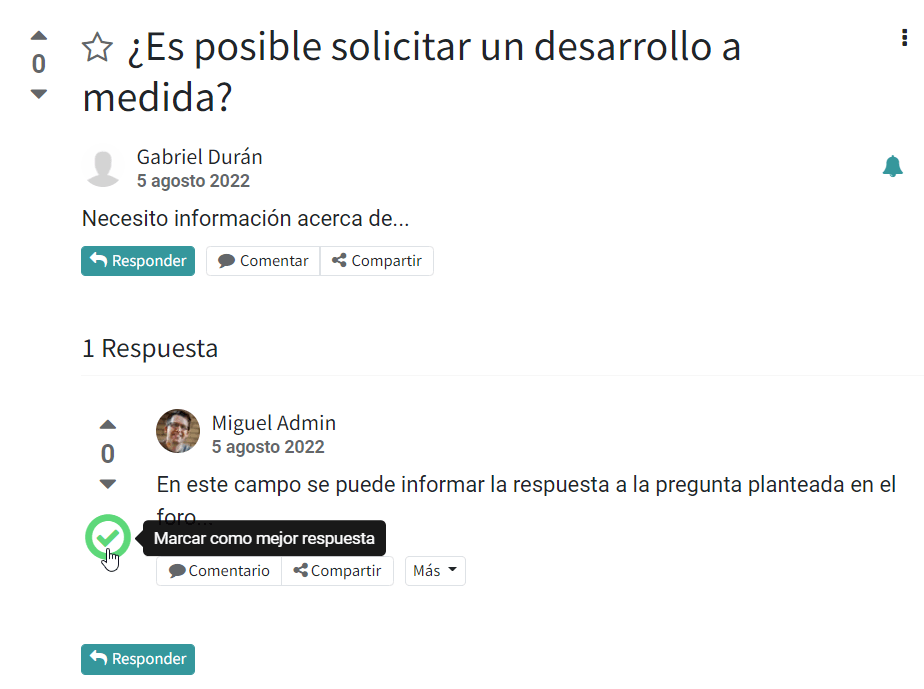 0
¿Es posible solicitar un desarrollo a
medida?
Gabriel Durán
5 agosto 2022
Necesito información acerca de...
Responder
Comentar
Compartir
1 Respuesta
0
Miguel Admin
5 agosto 2022
En este campo se puede informar la respuesta a la pregunta planteada en el
foro...
Marcar como mejor respuesta
Comentario
Compartir
Más
Responder